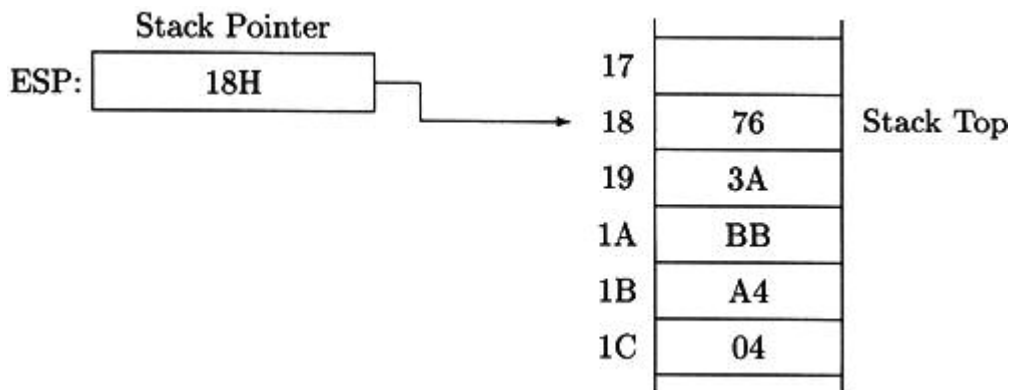 Stack Pointer
ESP: 18H
17
18 76 Stack Top
19 3A
1A BB
1B A4
1C 04